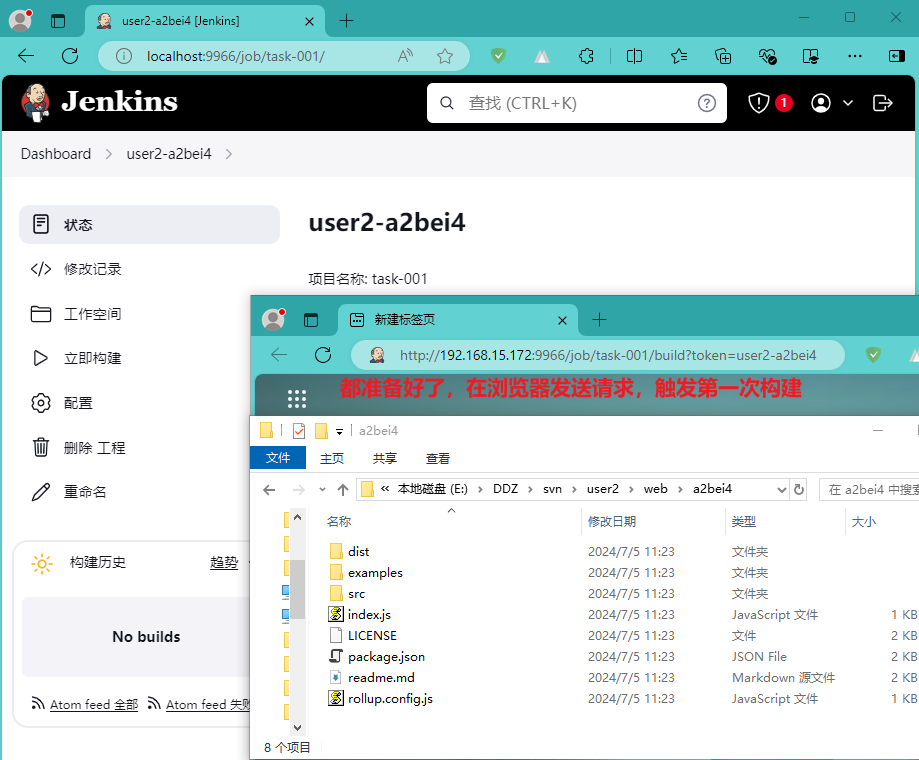 user2-a2bei4 [Jenkins]
localhost:9966/job/task-001/
Jenkins
查找 (CTRL+K)
1
Dashboard
user2-a2bei4
状态
修改记录
工作空间
立即构建
配置
删除 工程
重命名
构建历史
趋势
No builds
Atom feed 全部
Atom feed 失败
user2-a2bei4
项目名称: task-001
新建标签页
http://192.168.15.172:9966/job/task-001/build?token=user2-a2bei4
都准备好了，在浏览器发送请求，触发第一次构建
a2bei4
文件 主页 共享 查看
« 本地磁盘 (E:) › DDZ › svn › user2 › web › a2bei4
在 a2bei4 中搜索
名称 修改日期 类型 大小
dist 2024/7/5 11:23 文件夹
examples 2024/7/5 11:23 文件夹
src 2024/7/5 11:23 文件夹
index.js 2024/7/5 11:23 JavaScript 文件 1 KB
LICENSE 2024/7/5 11:23 文件 2 KB
package.json 2024/7/5 11:23 JSON File 2 KB
readme.md 2024/7/5 11:23 Markdown 源文件 2 KB
rollup.config.js 2024/7/5 11:23 JavaScript 文件 1 KB
8 个项目